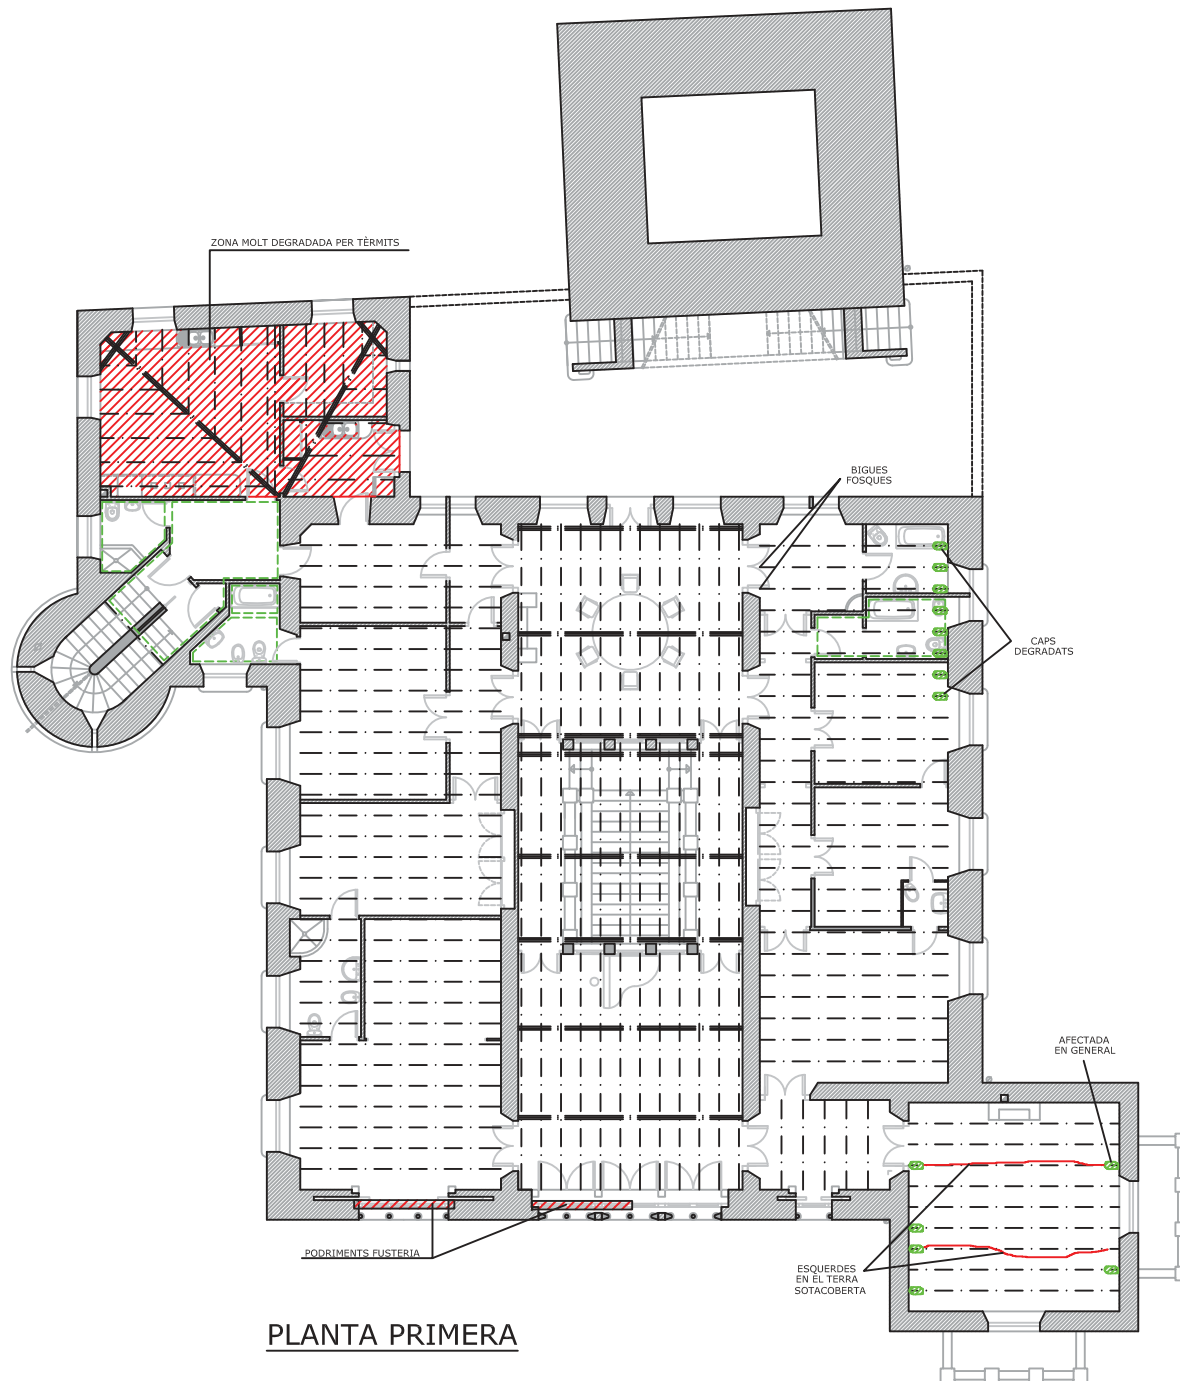 ZONA MOLT DEGRADADA PER TÈRMITS
BIGUES
FOSQUES
CAPS
DEGRADATS
AFECTADA
EN GENERAL
PODRIMENTS FUSTERIA
ESQUERDES
EN EL TERRA
SOTACOBERTA
PLANTA PRIMERA